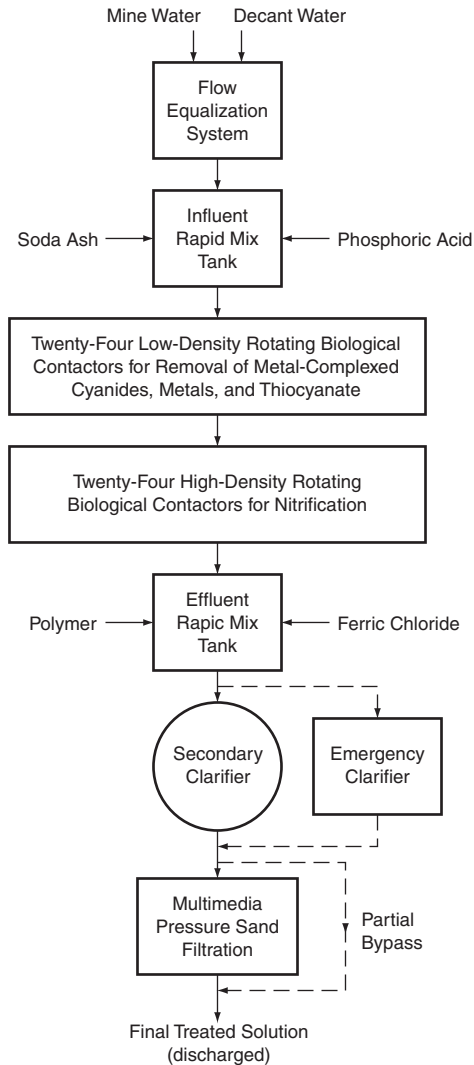 Mine Water
Decant Water
Flow
Equalization
System
Soda Ash
Influent
Rapid Mix
Tank
Phosphoric Acid
Twenty-Four Low-Density Rotating Biological
Contactors for Removal of Metal-Complexed
Cyanides, Metals, and Thiocyanate
Twenty-Four High-Density Rotating
Biological Contactors for Nitrification
Polymer
Effluent
Rapic Mix
Tank
Ferric Chloride
Secondary
Clarifier
Emergency
Clarifier
Multimedia
Pressure Sand
Filtration
Partial
Bypass
Final Treated Solution
(discharged)